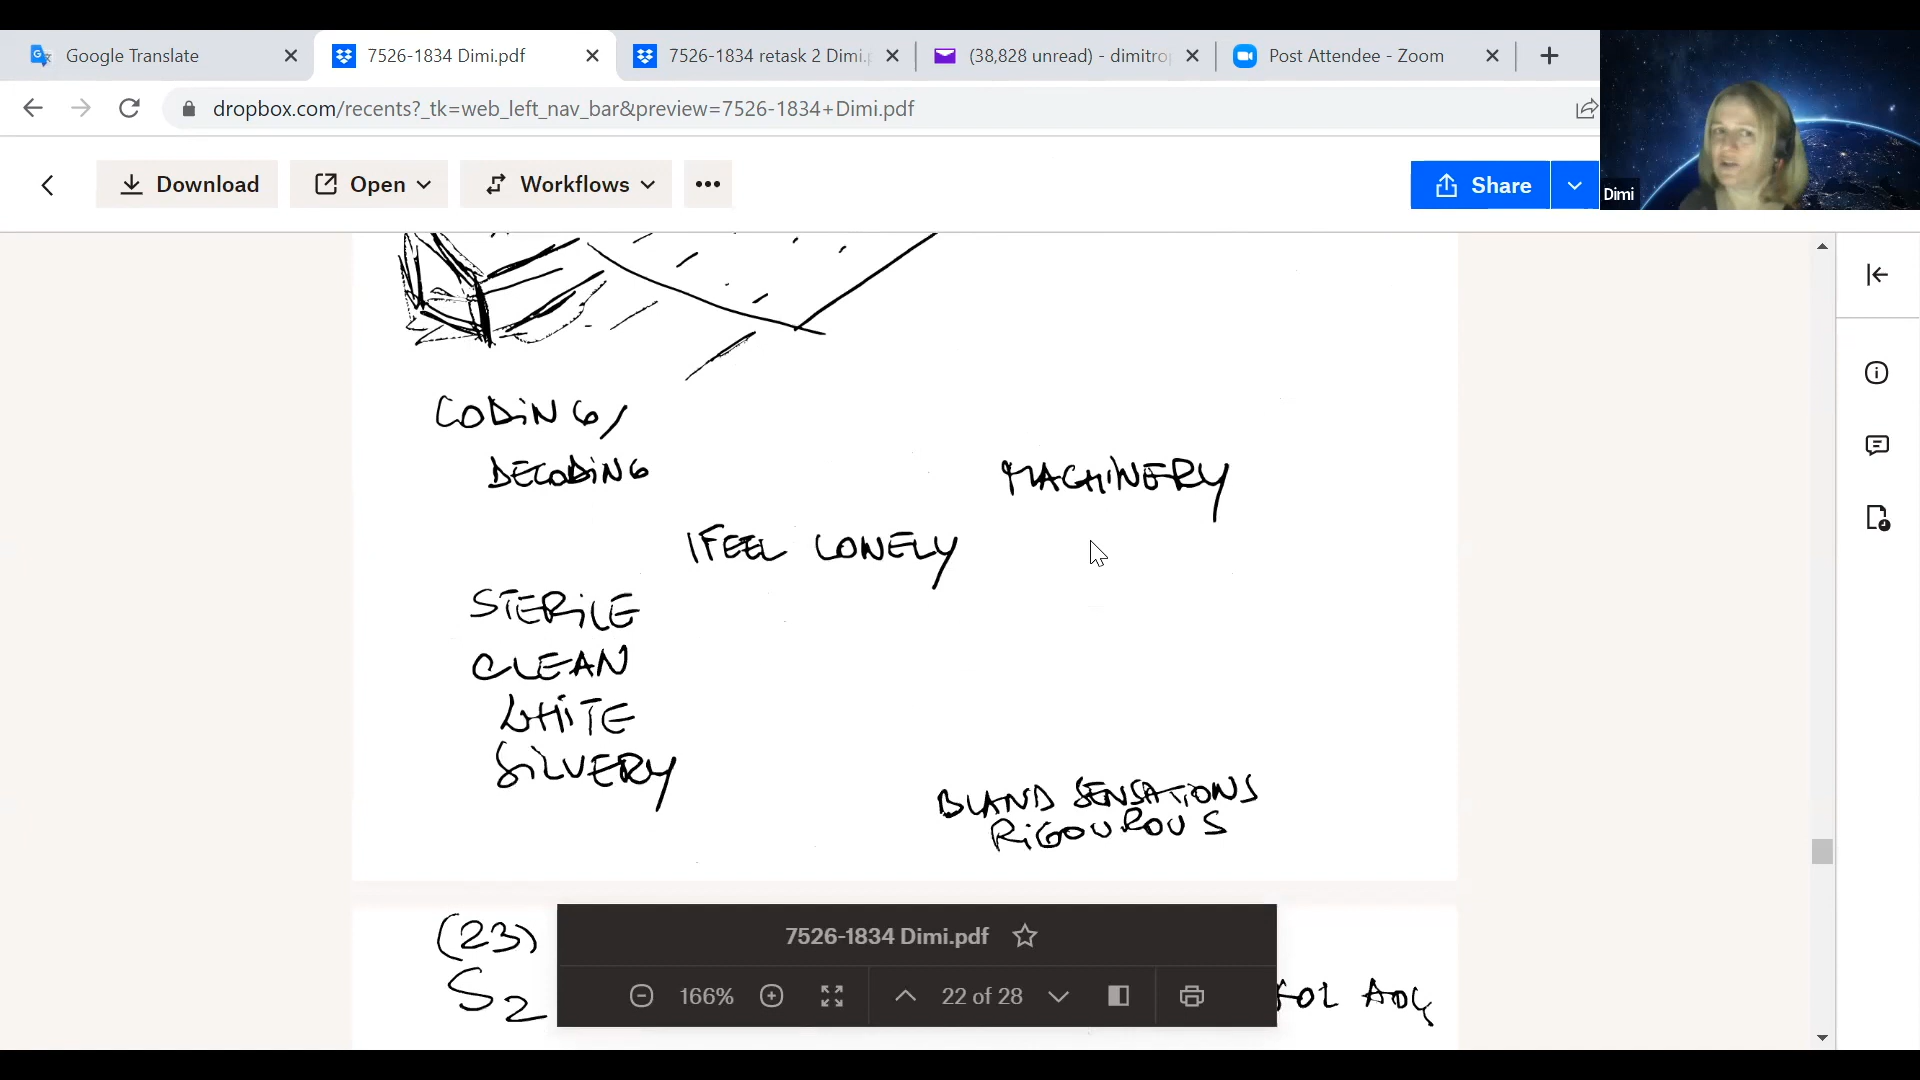 Google Translate
7526-1834 Dimi.pdf
7526-1834 retask 2 Dimi.p
(38,828 unread) - dimitrop
Post Attendee - Zoom
dropbox.com/recents?_tk=web_left_nav_bar&preview=7526-1834+Dimi.pdf
Download
Open
Workflows
Share
Dimi
CODING/
DECODING
MACHINERY
I FEEL LONELY
STERILE
CLEAN
WHITE
SILVERY
BLAND SENSATIONS
RIGOUROUS
(23)
7526-1834 Dimi.pdf
S2
166%
22 of 28